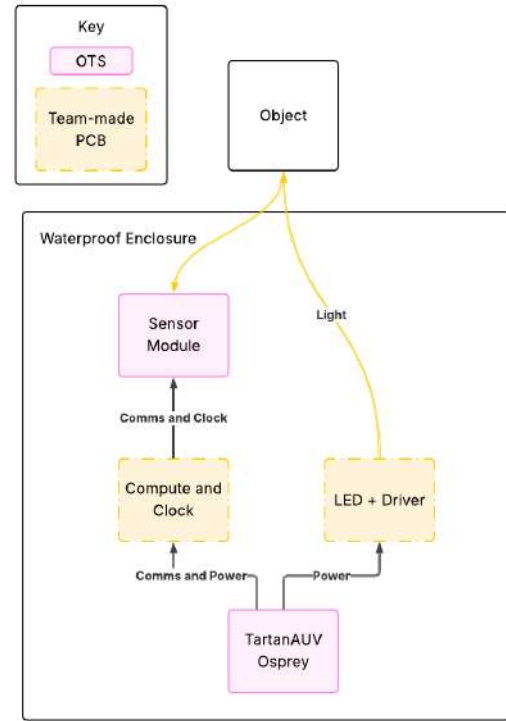 Key
OTS
Team-made
PCB
Object
Waterproof Enclosure
Sensor
Module
Light
Comms and Clock
Compute and
Clock
LED + Driver
Comms and Power
Power
TartanAUV
Osprey